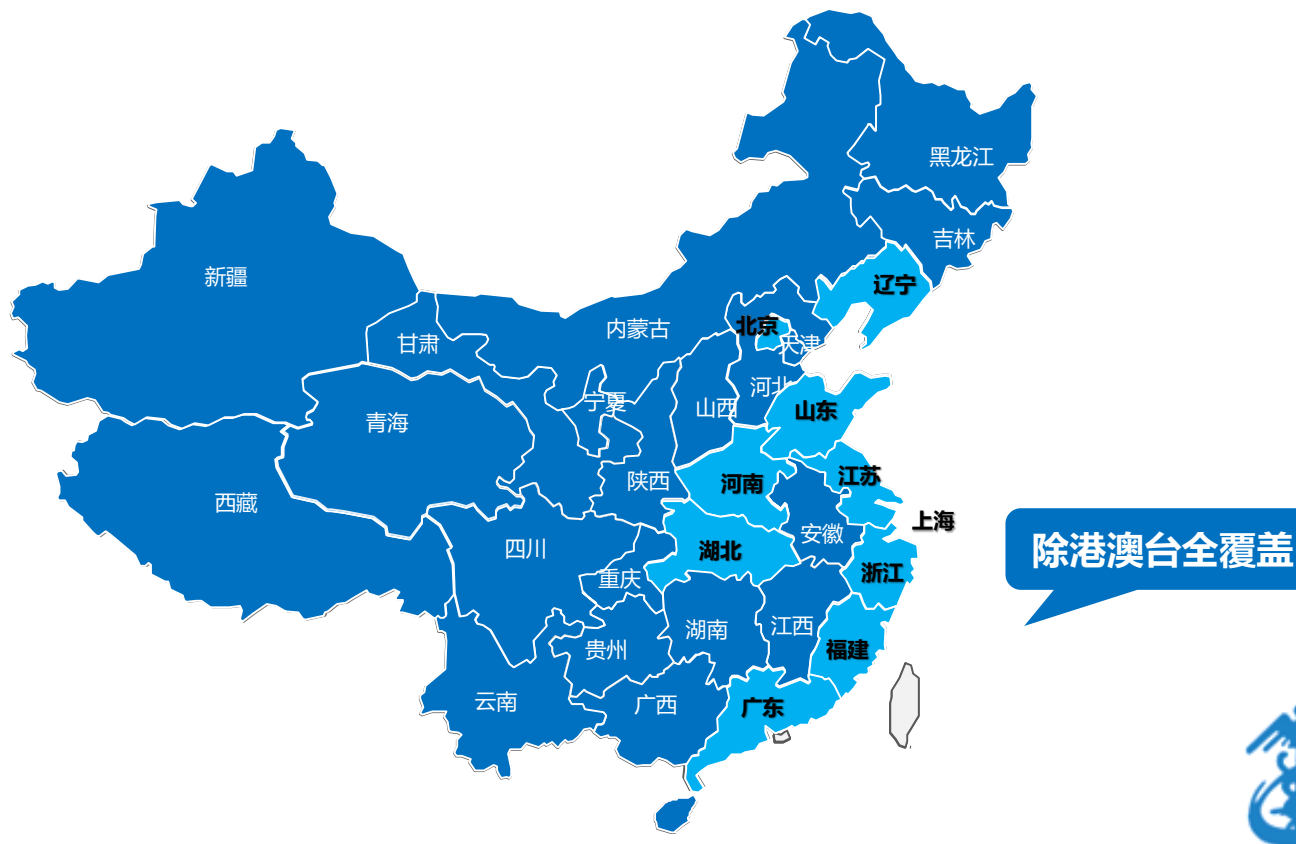 黑龙江
吉林
新疆
辽宁
内蒙古
北京
甘肃
天津
河北
宁夏
山西
山东
青海
陕西
河南
江苏
西藏
上海
安徽
四川
湖北
除港澳台全覆盖
重庆
浙江
湖南
江西
贵州
福建
云南
广西
广东